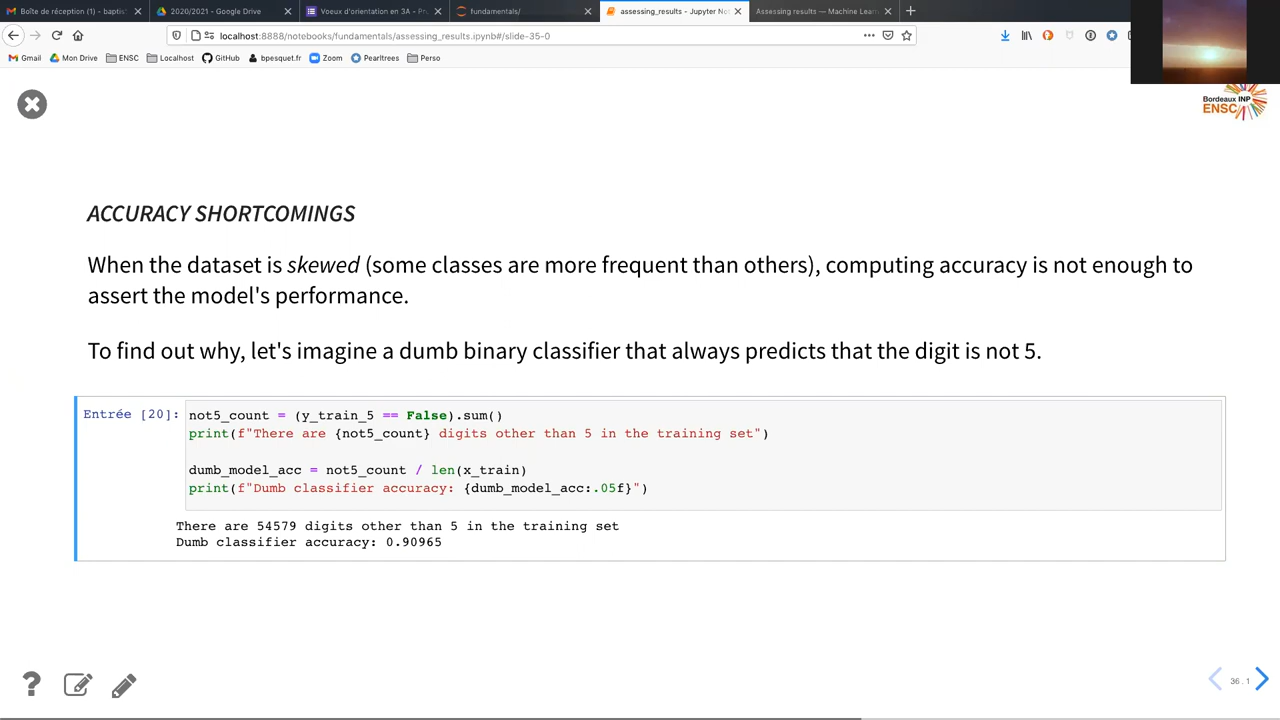 Boîte de réception (1) - baptis
2020/2021 - Google Drive
Voeux d'orientation en 3A - Pr
fundamentals/
assessing_results - Jupyter No
Assessing results — Machine Learn
localhost:8888/notebooks/fundamentals/assessing_results.ipynb#/slide-35-0
Gmail
Mon Drive
ENSC
Localhost
GitHub
bpesquet.fr
Zoom
Pearltrees
Perso
Bordeaux INP
ENSC
ACCURACY SHORTCOMINGS
When the dataset is skewed (some classes are more frequent than others), computing accuracy is not enough to
assert the model's performance.
To find out why, let's imagine a dumb binary classifier that always predicts that the digit is not 5.
Entrée [20]:
not5_count = (y_train_5 == False).sum()
print(f"There are {not5_count} digits other than 5 in the training set")
dumb_model_acc = not5_count / len(x_train)
print(f"Dumb classifier accuracy: {dumb_model_acc:.05f}")
There are 54579 digits other than 5 in the training set
Dumb classifier accuracy: 0.90965
?
36.1